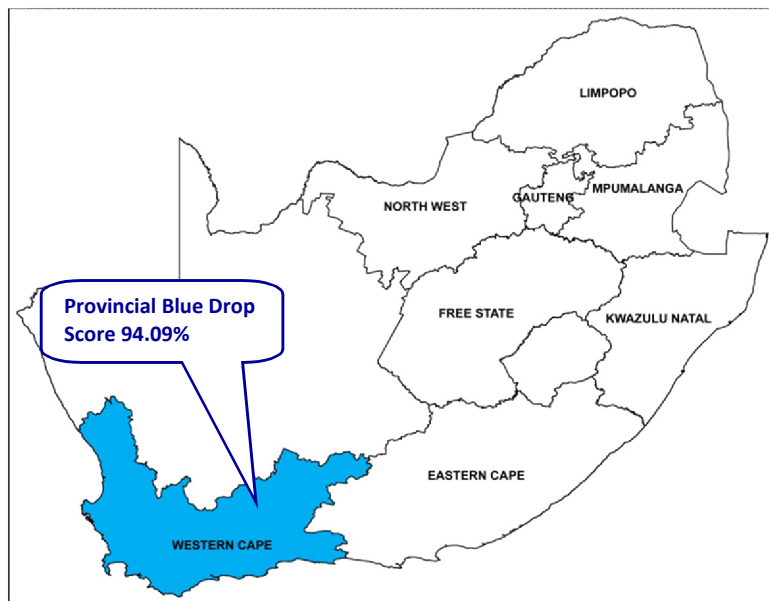 LIMPOPO
MPUMALANGA
GAUTENG
NORTH WEST
Provincial Blue Drop
Score 94.09%
FREE STATE
KWAZULU NATAL
EASTERN CAPE
WESTERN CAPE